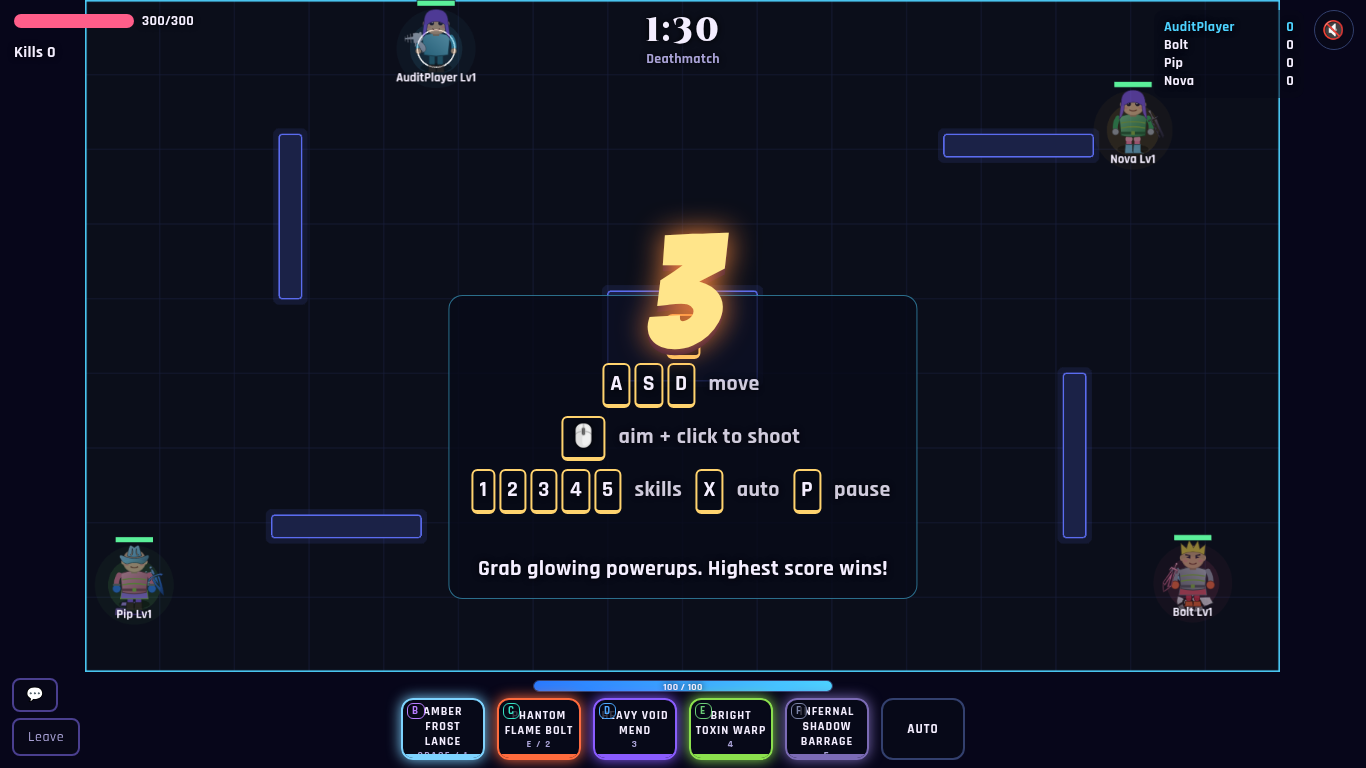 300/300
Kills 0
1:30
Deathmatch
AuditPlayer 0
Bolt 0
Pip 0
Nova 0
AuditPlayer Lv1
Nova Lv1
3
A S D move
aim + click to shoot
1 2 3 4 5 skills X auto P pause
Grab glowing powerups. Highest score wins!
Pip Lv1
Bolt Lv1
100 / 100
B AMBER
FROST
LANCE
C PHANTOM
FLAME BOLT
E / 2
D HEAVY VOID
MEND
3
E BRIGHT
TOXIN WARP
4
INFERNAL
SHADOW
BARRAGE
AUTO
Leave